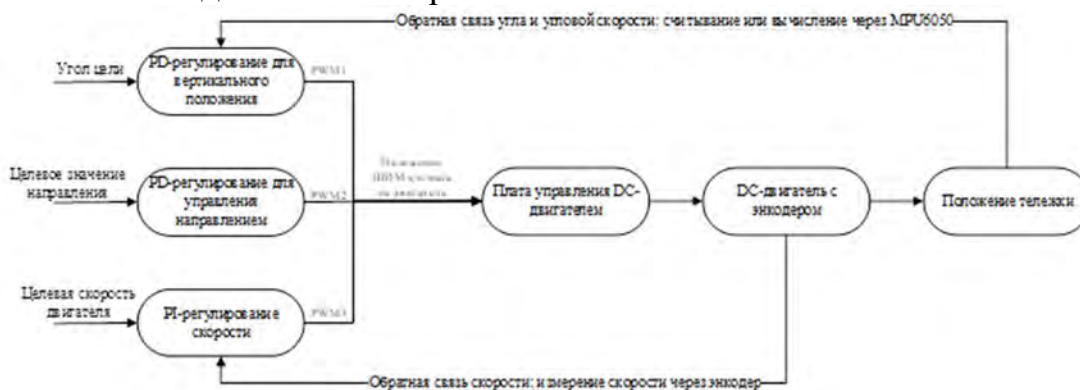 Обратная связь угла и угловой скорости: считывание или вычисление через MPU6050
Угол цели
PD-регулирование для
вертикального
положения
PWM1
Целевое значение
направления
PD-регулирование для
управления
направлением
PWM2
на двигатель
Плата управления DC-
двигателем
DC-двигатель с
энкодером
Положение тележки
Целевая скорость
двигателя
PI-регулирование
скорости
PWM3
Обратная связь скорости: измерение скорости через энкодер